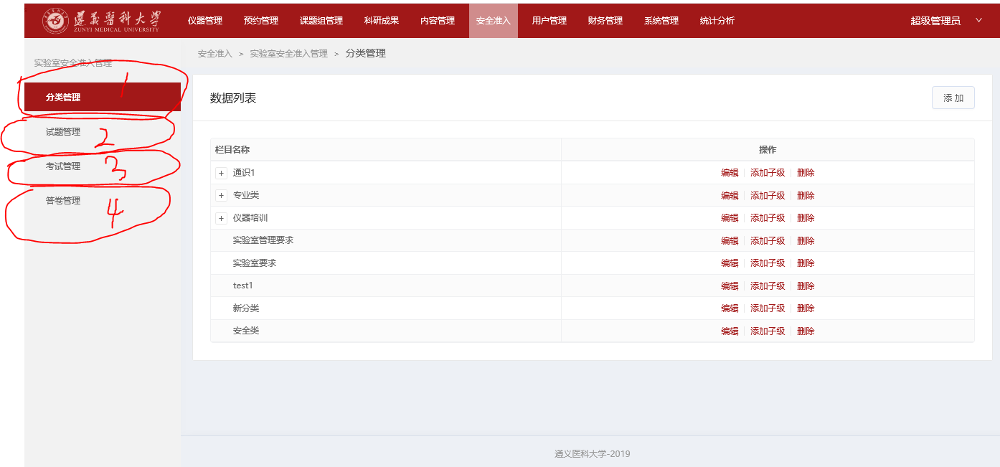 遵义醫科大学 仪器管理 预约管理 课题组管理 科研成果 内容管理 安全准入 用户管理 财务管理 系统管理 统计分析 超级管理员
ZUNYI MEDICAL UNIVERSITY
实验室安全准入管理
分类管理 1
试题管理 2
考试管理 3
答卷管理 4
安全准入 > 实验室安全准入管理 > 分类管理
数据列表 添 加
栏目名称 操作
+ 通识1 编辑 添加子级 删除
+ 专业类 编辑 添加子级 删除
+ 仪器培训 编辑 添加子级 删除
实验室管理要求 编辑 添加子级 删除
实验室要求 编辑 添加子级 删除
test1 编辑 添加子级 删除
新分类 编辑 添加子级 删除
安全类 编辑 添加子级 删除
遵义医科大学-2019